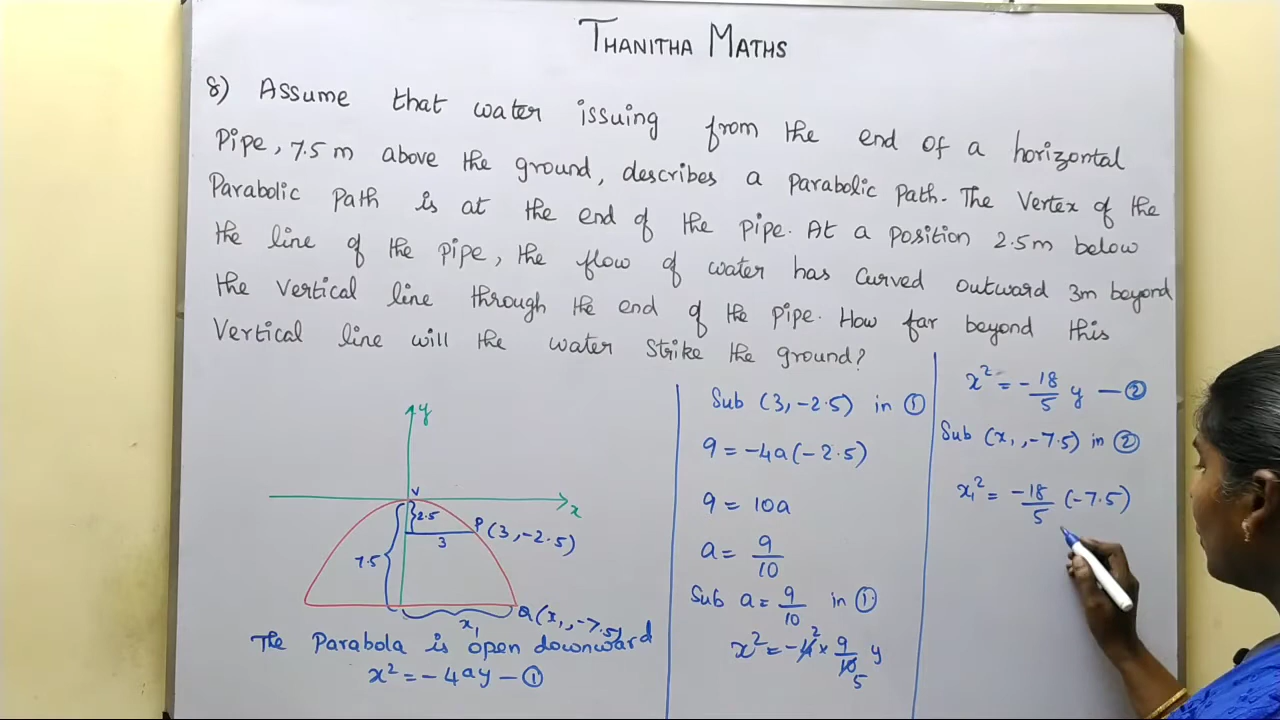 THANITHA MATHS
8) Assume that water issuing from the end of a horizontal
Pipe, 7.5 m above the ground, describes a Parabolic Path. The Vertex of the
Parabolic Path is at the end of the Pipe. At a Position 2.5m below
the line of the Pipe, the flow of water has Curved outward 3m beyond
the Vertical line through the end of the Pipe. How far beyond this
Vertical line will the water Strike the ground?
y
V
x
2.5
P(3,-2.5)
3
7.5
Q(x₁,-7.5)
x₁
The Parabola is open downward
x² = -4ay - ①
Sub (3,-2.5) in ①
9 = -4a(-2.5)
9 = 10a
a = 9/10
Sub a = 9/10 in ①
x² = -4² × 9/10 y
5
x² = -18/5 y - ②
Sub (x₁,-7.5) in ②
x₁² = -18/5 (-7.5)